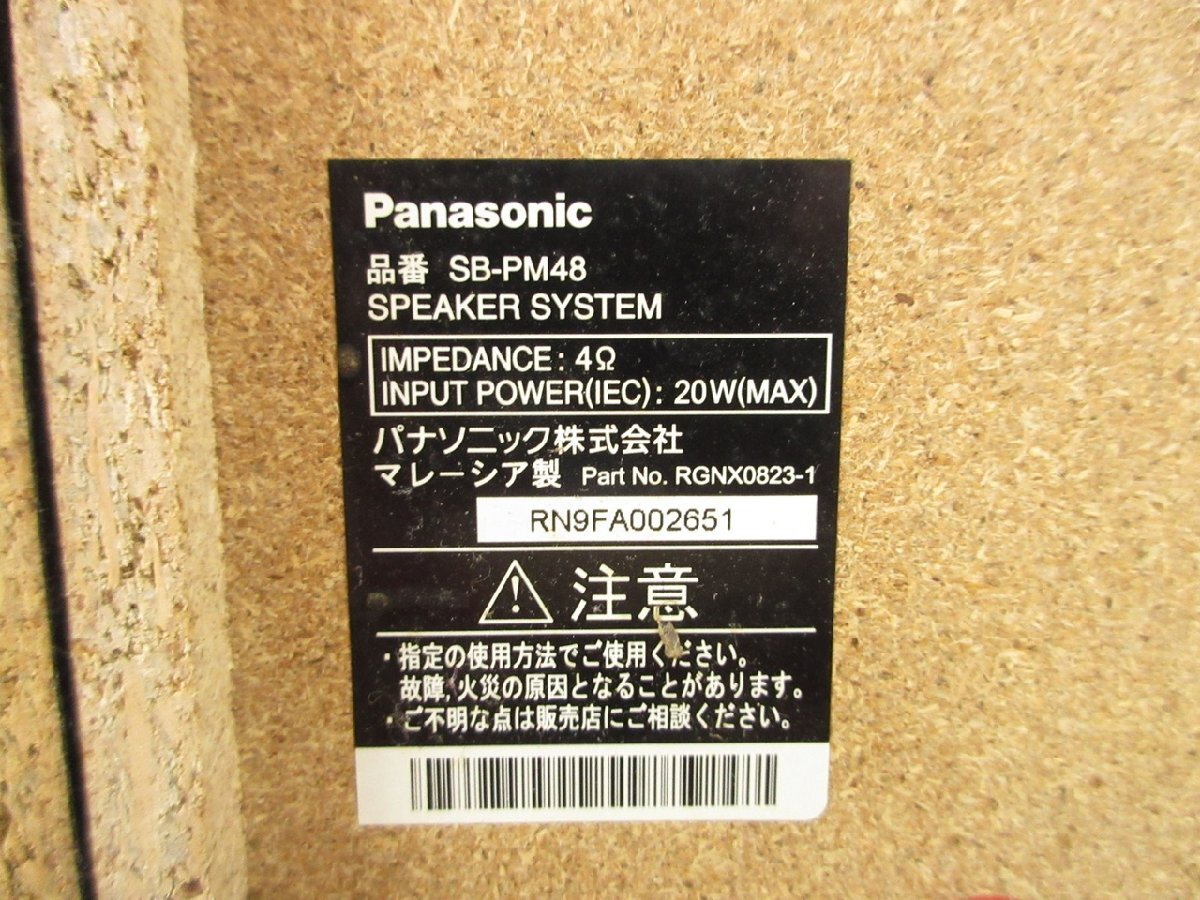 Panasonic
品番 SB-PM48
SPEAKER SYSTEM
IMPEDANCE : 4Ω
INPUT POWER(IEC) : 20W(MAX)
パナソニック株式会社
マレーシア製 Part No. RGNX0823-1
RN9FA002651
注意
・指定の使用方法でご使用ください。
故障,火災の原因となることがあります。
・ご不明な点は販売店にご相談ください。